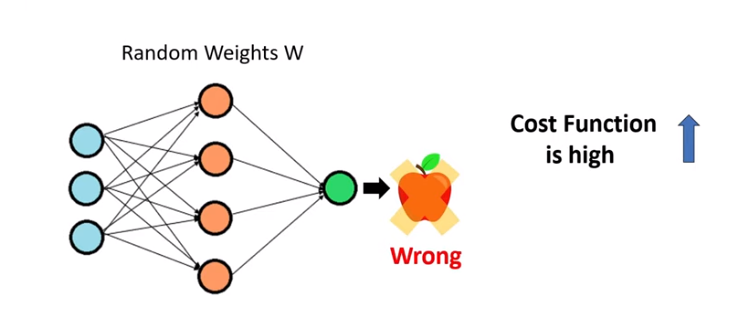 Random Weights W
Cost Function
is high
Wrong